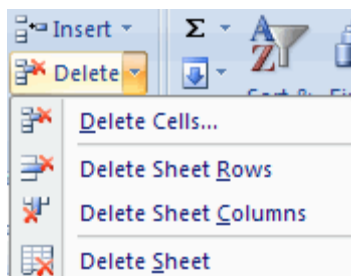 Insert Σ A
Z
Delete
Delete Cells...
Delete Sheet Rows
Delete Sheet Columns
Delete Sheet